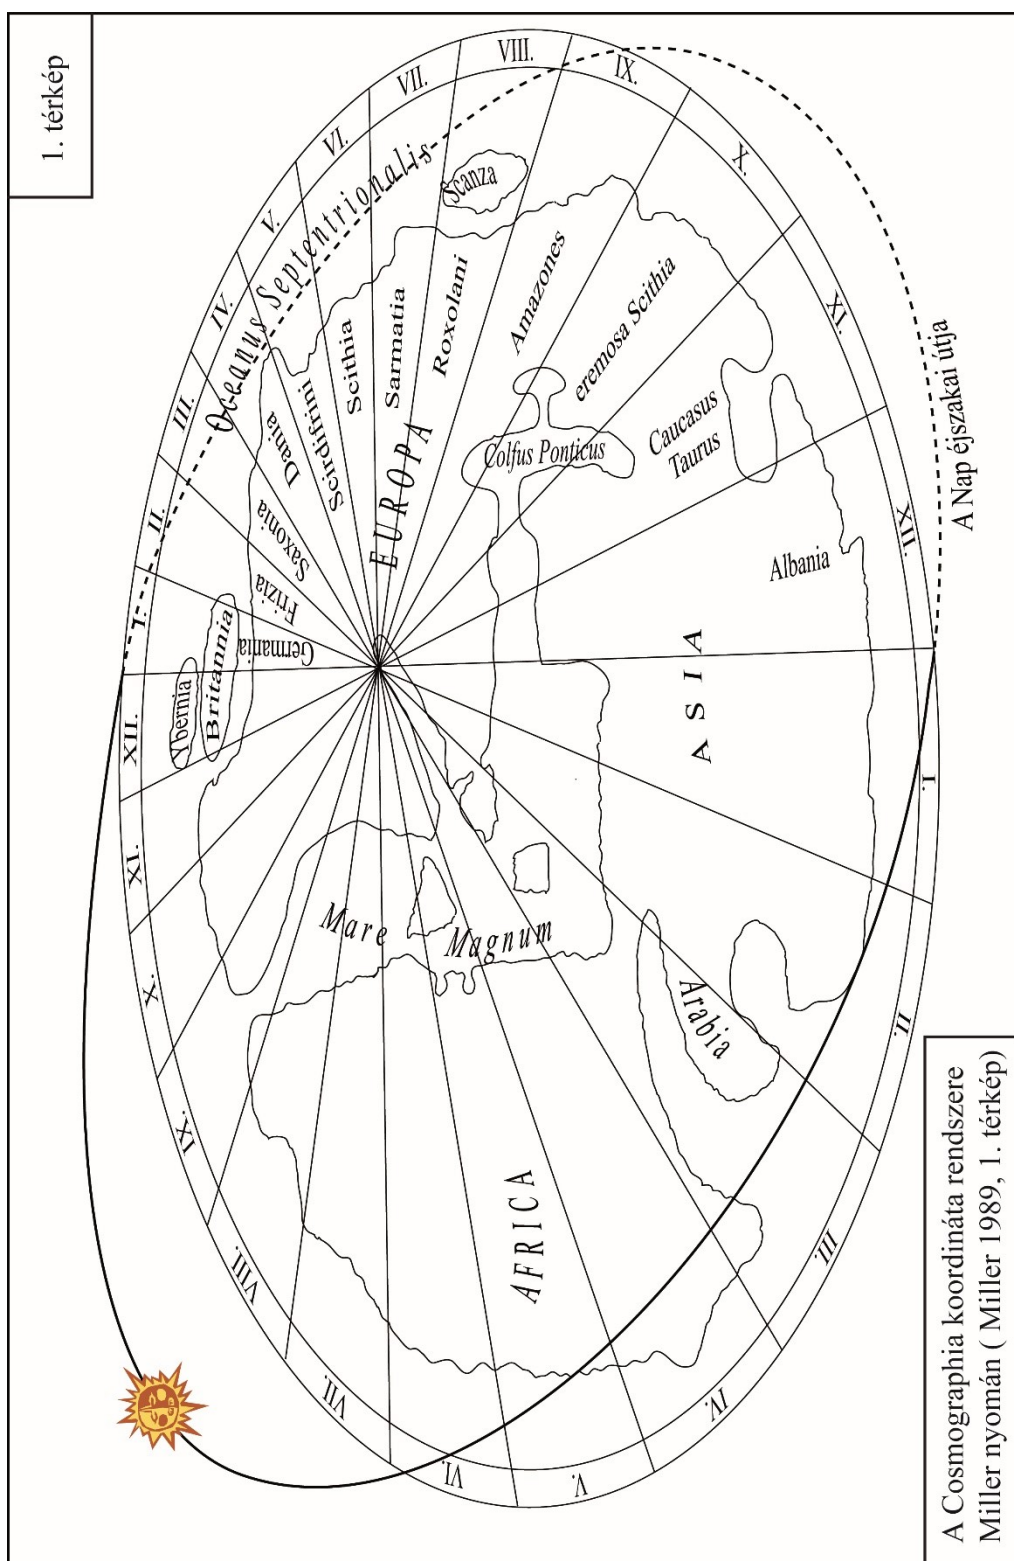 1. térkép
I.
II.
III.
IV.
V.
VI.
VII.
VIII.
IX.
X.
XI.
XII.
Oceanus Septentrionalis
Scanza
Ybernia
Britannia
Germania
Frizia
Saxonia
Dania
Scirdifrini
Scithia
Sarmatia
Roxolani
Amazones
eremosa Scithia
EUROPA
Colfus Ponticus
Caucasus
Taurus
Albania
ASIA
Mare Magnum
Arabia
AFRICA
I.
II.
III.
IV.
V.
VI.
VII.
VIII.
IX.
X.
XI.
XII.
A Nap éjszakai útja
A Cosmographia koordináta rendszere
Miller nyomán ( Miller 1989, 1. térkép)